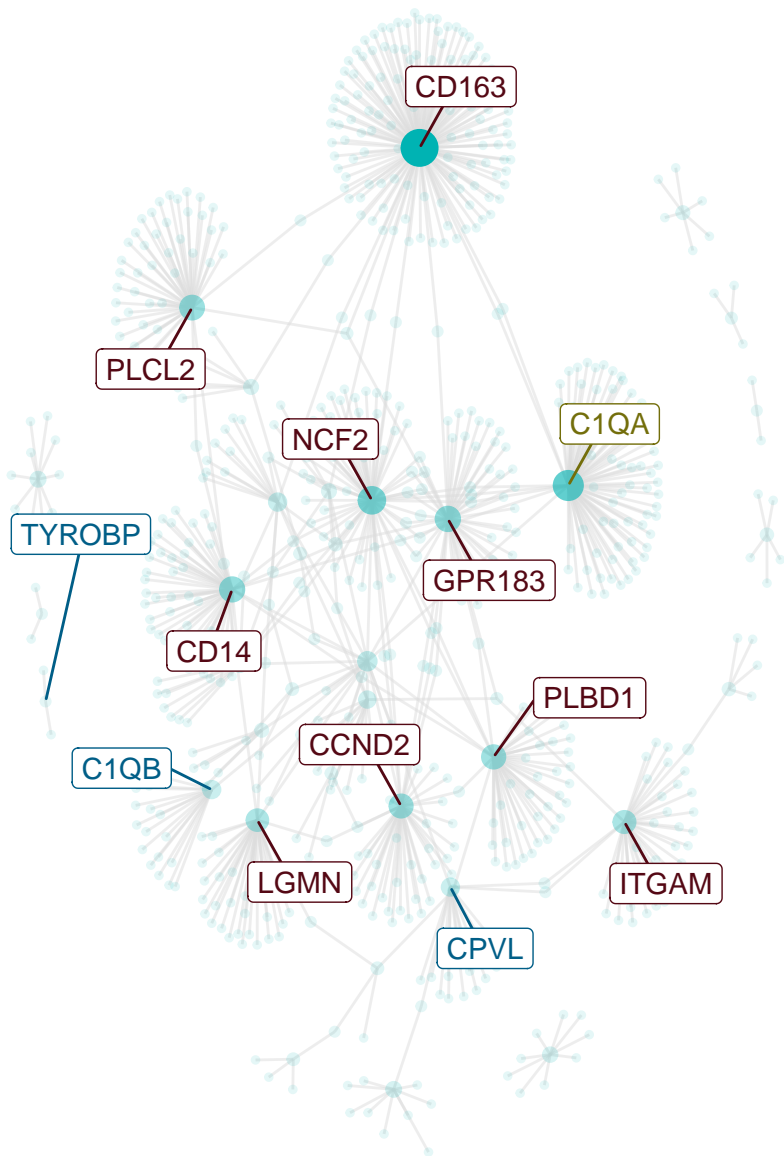 CD163
PLCL2
C1QA
NCF2
TYROBP
GPR183
CD14
PLBD1
CCND2
C1QB
LGMN
ITGAM
CPVL